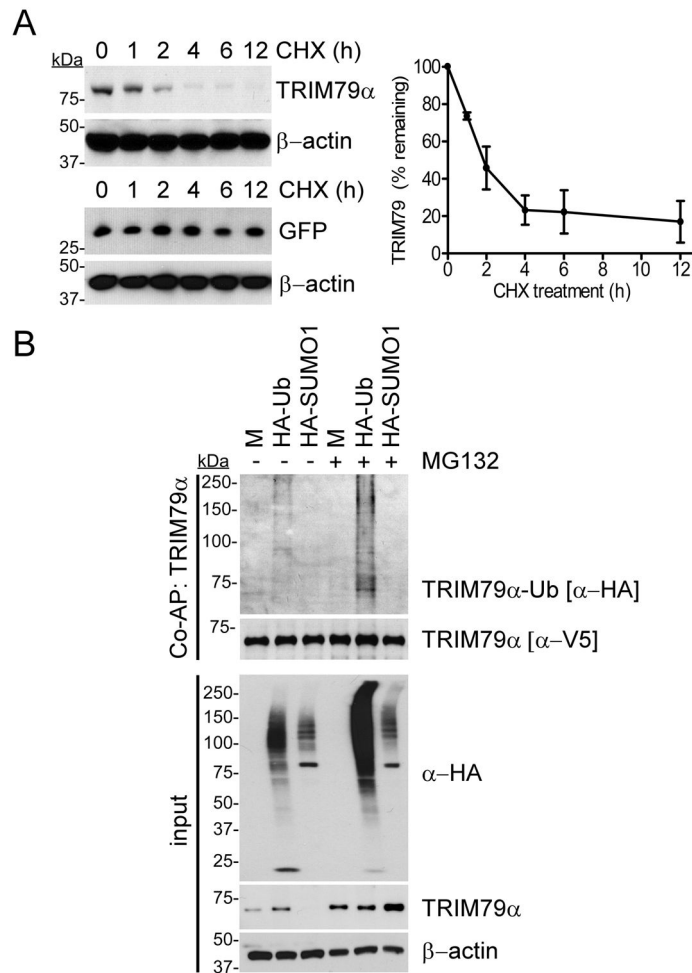 A
kDa
0 1 2 4 6 12 CHX (h)
75-
TRIM79α
50-
37-
β–actin
0 1 2 4 6 12 CHX (h)
25-
GFP
50-
37-
β–actin
TRIM79 (% remaining)
100
80
60
40
20
0
0 2 4 6 8 10 12
CHX treatment (h)
B
M HA-Ub HA-SUMO1 M HA-Ub HA-SUMO1
kDa - - - + + + MG132
Co-AP: TRIM79α
250-
150-
100-
75-
TRIM79α-Ub [α–HA]
75-
TRIM79α [α–V5]
input
250-
150-
100-
75-
50-
37-
25-
α–HA
75-
TRIM79α
50-
37-
β–actin